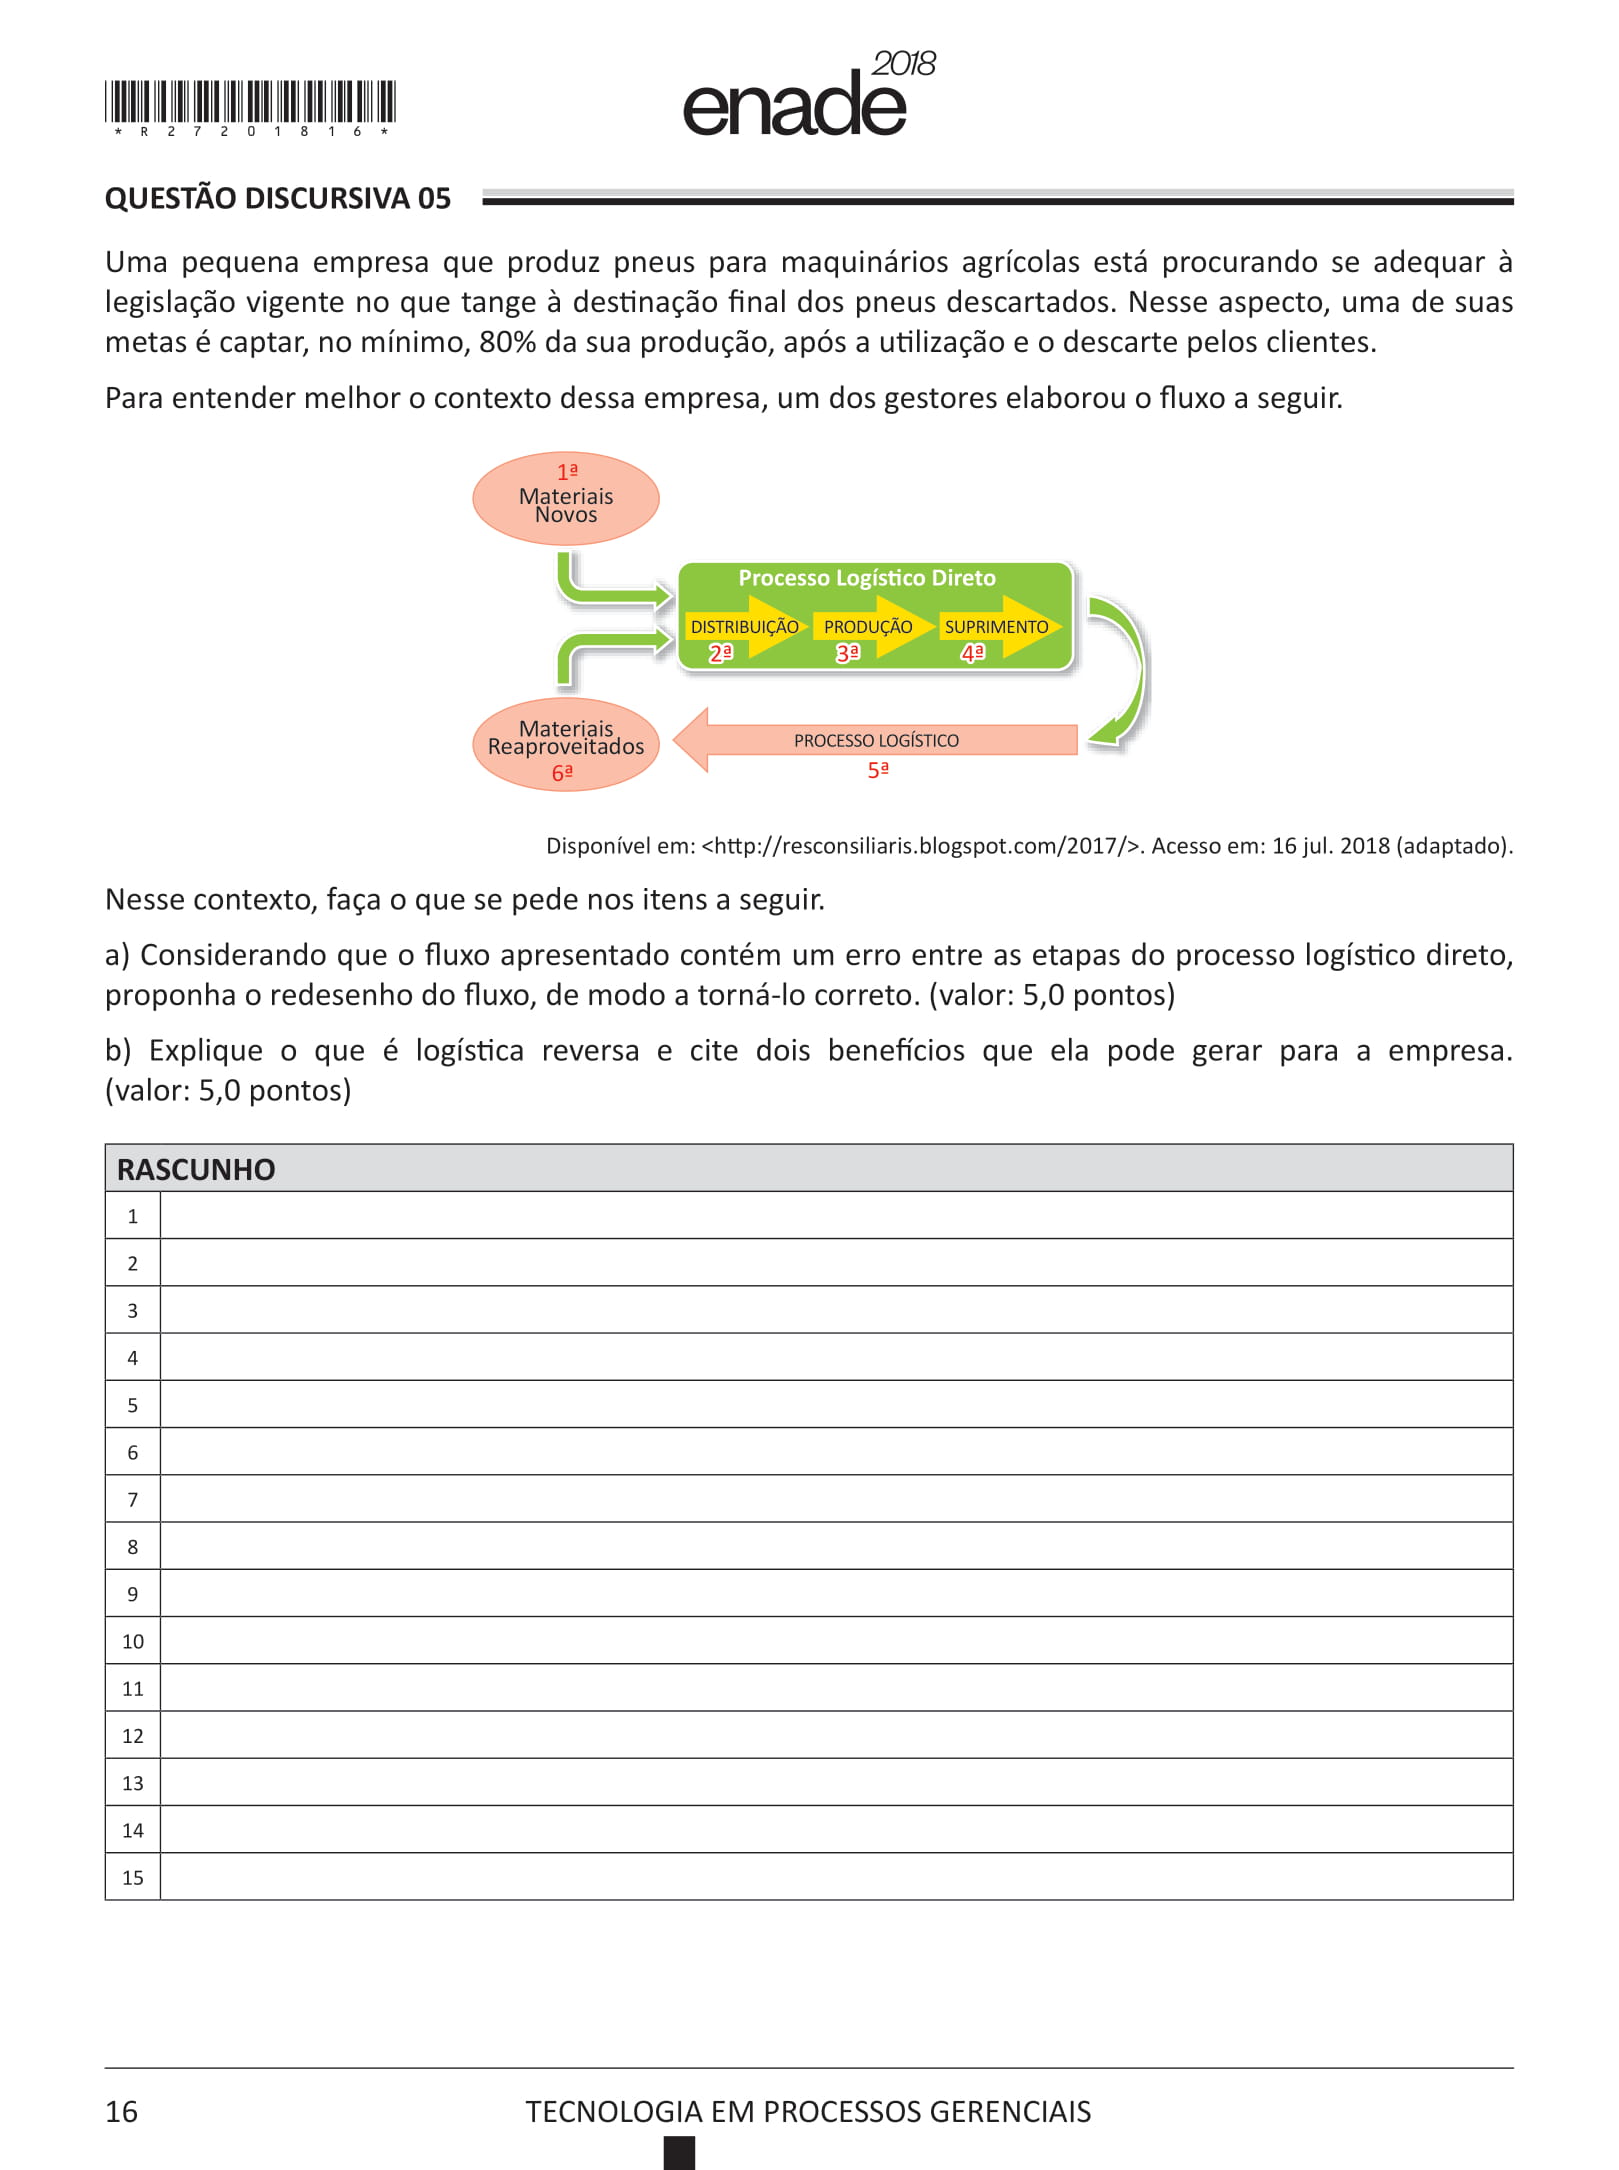 * R 2 7 2 0 1 8 1 6 *
enade 2018
QUESTÃO DISCURSIVA 05
Uma pequena empresa que produz pneus para maquinários agrícolas está procurando se adequar à
legislação vigente no que tange à destinação final dos pneus descartados. Nesse aspecto, uma de suas
metas é captar, no mínimo, 80% da sua produção, após a utilização e o descarte pelos clientes.
Para entender melhor o contexto dessa empresa, um dos gestores elaborou o fluxo a seguir.
1ª
Materiais
Novos
Processo Logístico Direto
DISTRIBUIÇÃO PRODUÇÃO SUPRIMENTO
2ª 3ª 4ª
Materiais
Reaproveitados
6ª
PROCESSO LOGÍSTICO
5ª
Disponível em: <http://resconsiliaris.blogspot.com/2017/>. Acesso em: 16 jul. 2018 (adaptado).
Nesse contexto, faça o que se pede nos itens a seguir.
a) Considerando que o fluxo apresentado contém um erro entre as etapas do processo logístico direto,
proponha o redesenho do fluxo, de modo a torná-lo correto. (valor: 5,0 pontos)
b) Explique o que é logística reversa e cite dois benefícios que ela pode gerar para a empresa.
(valor: 5,0 pontos)
RASCUNHO
1
2
3
4
5
6
7
8
9
10
11
12
13
14
15
16
TECNOLOGIA EM PROCESSOS GERENCIAIS